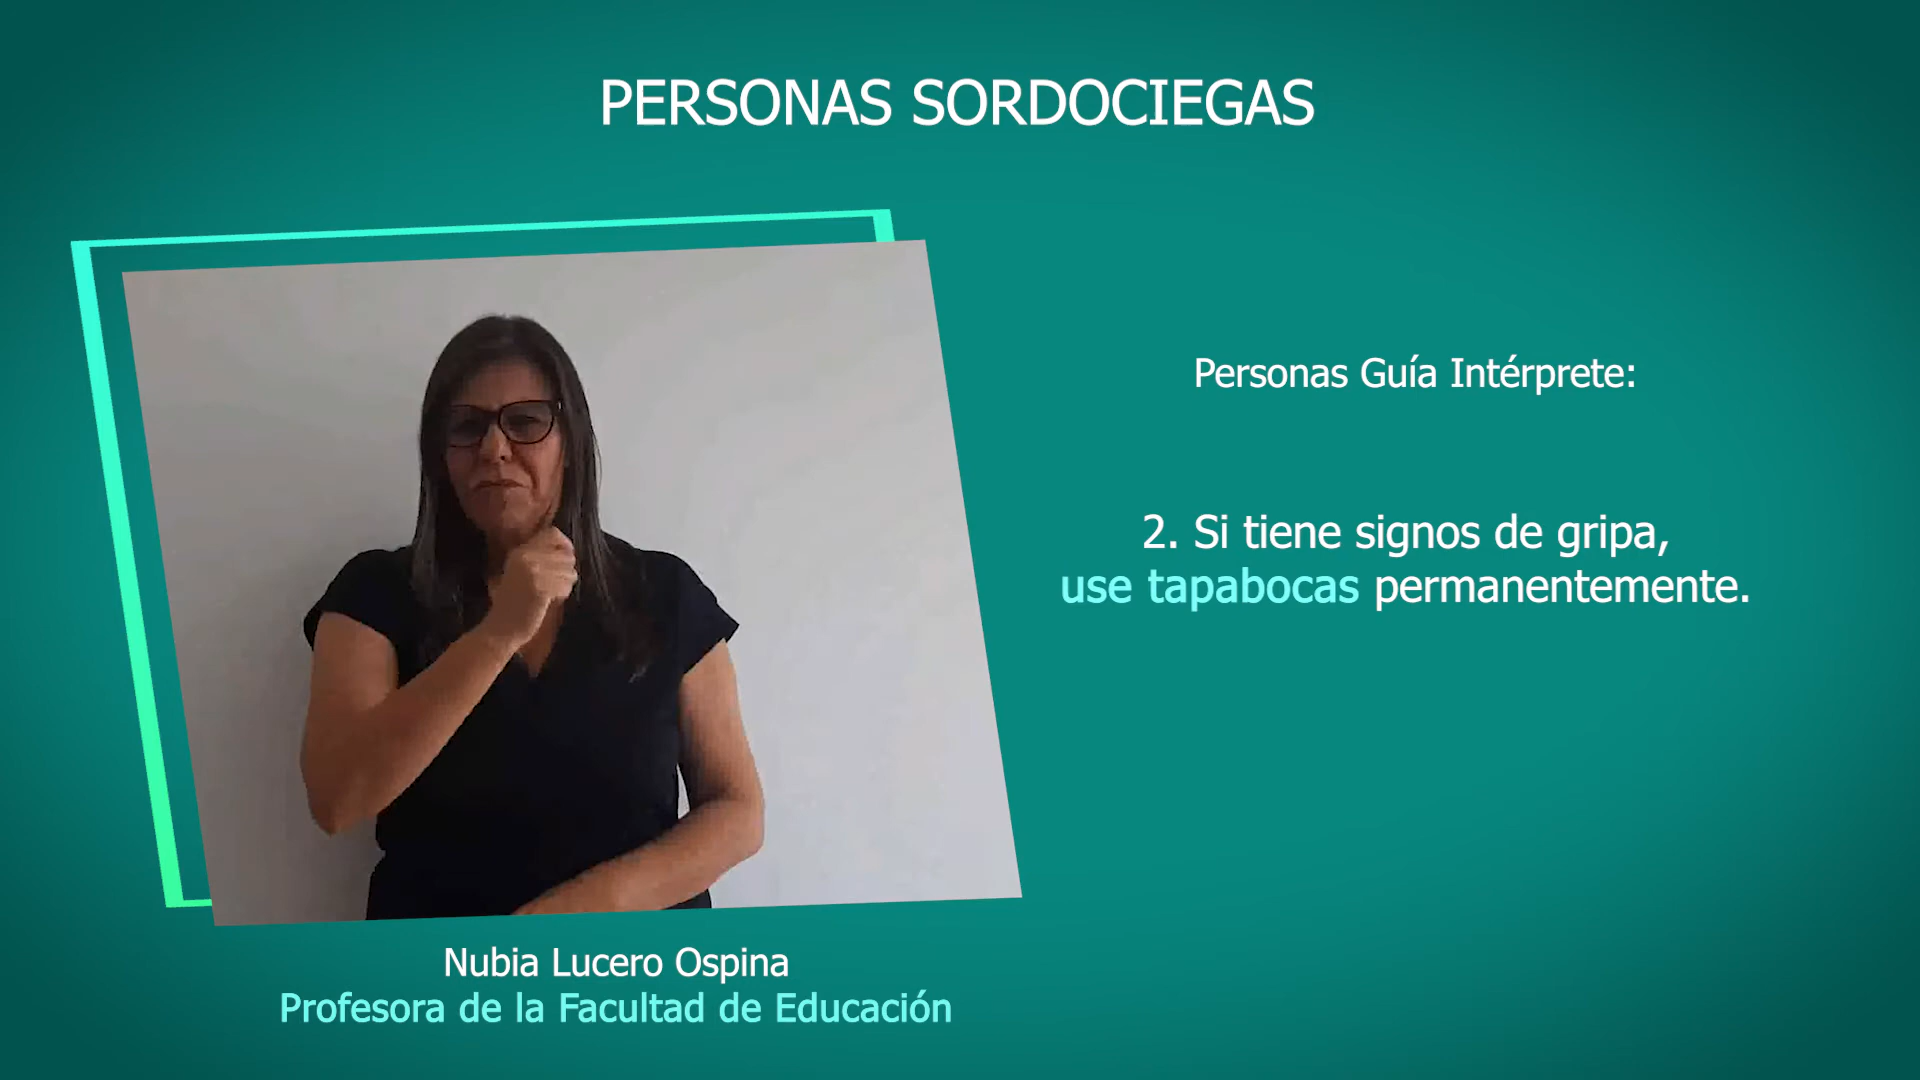 PERSONAS SORDOCIEGAS
Personas Guía Intérprete:
2. Si tiene signos de gripa,
use tapabocas permanentemente.
Nubia Lucero Ospina
Profesora de la Facultad de Educación